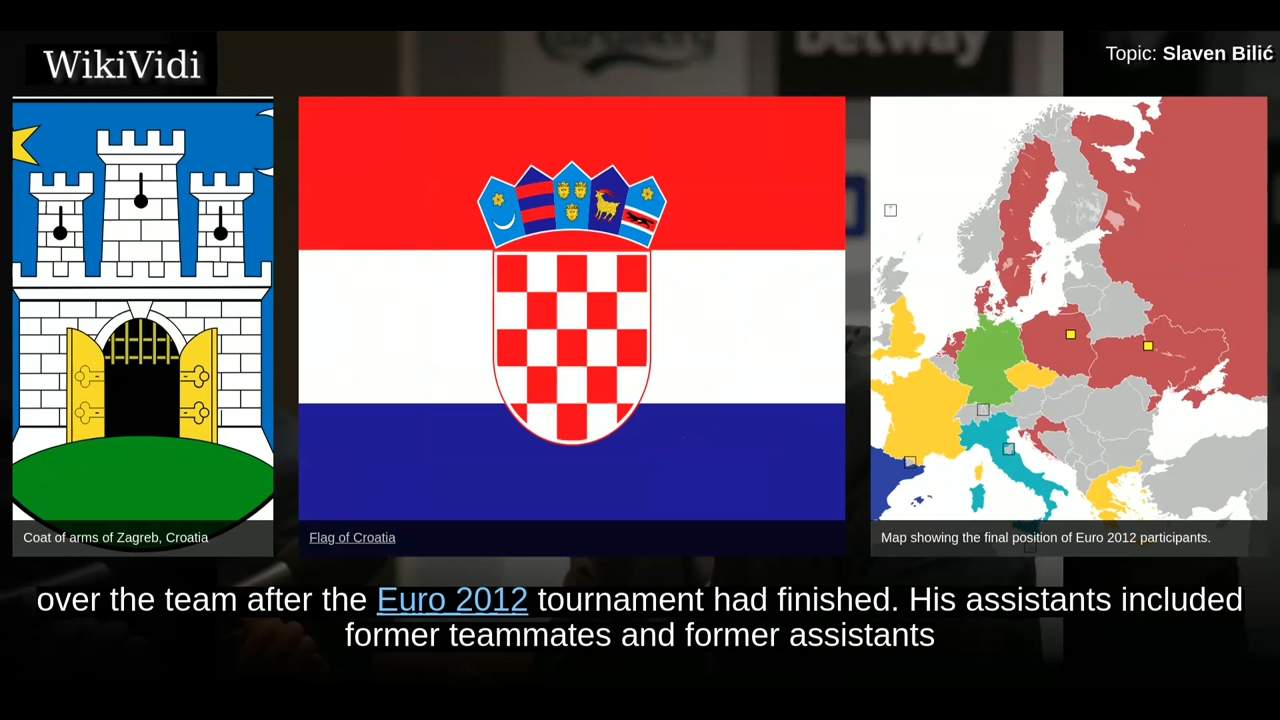 WikiVidi
Topic: Slaven Bilić
betway
Coat of arms of Zagreb, Croatia
Flag of Croatia
Map showing the final position of Euro 2012 participants.
over the team after the Euro 2012 tournament had finished. His assistants included
former teammates and former assistants